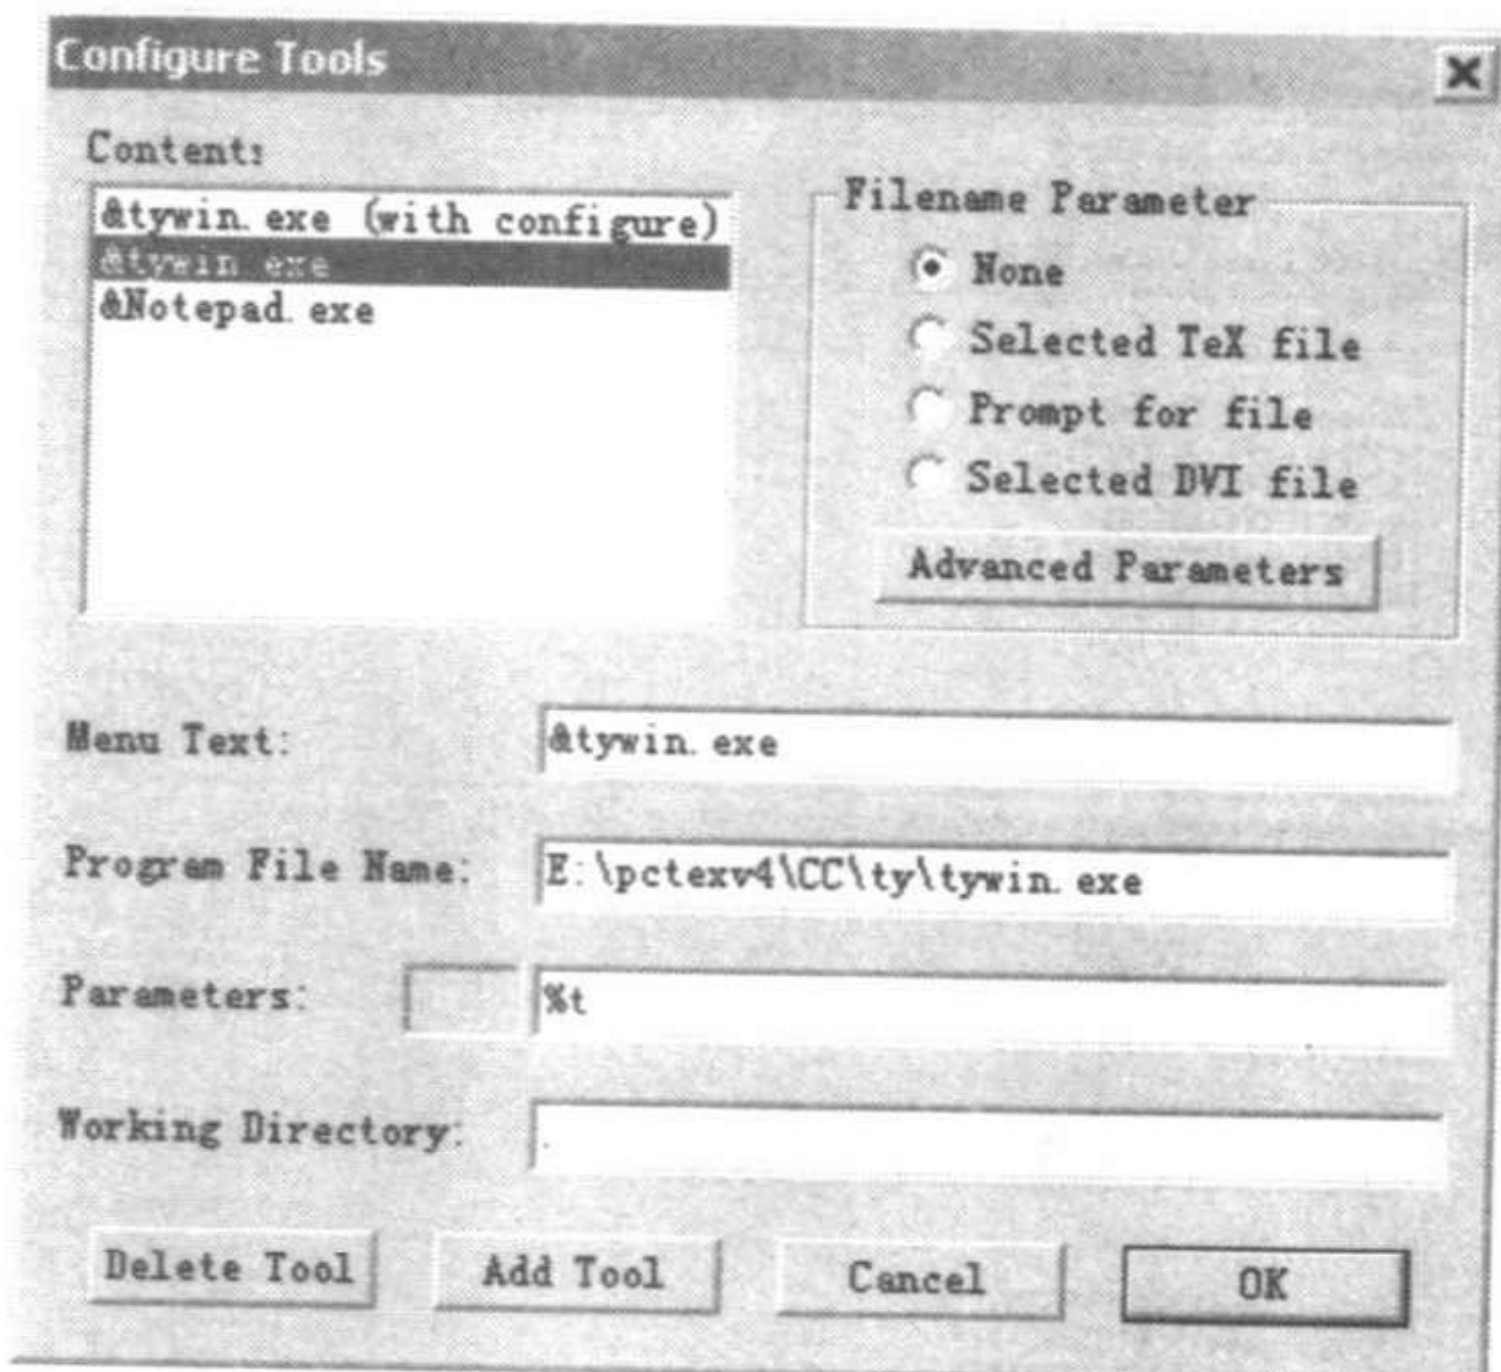 Configure Tools
Content:
&tywin.exe (with configure)
&tywin.exe
&Notepad.exe
Filename Parameter
None
Selected TeX file
Prompt for file
Selected DVI file
Advanced Parameters
Menu Text:
&tywin.exe
Program File Name:
E:\pctexv4\CC\ty\tywin.exe
Parameters:
%t
Working Directory:
.
Delete Tool
Add Tool
Cancel
OK